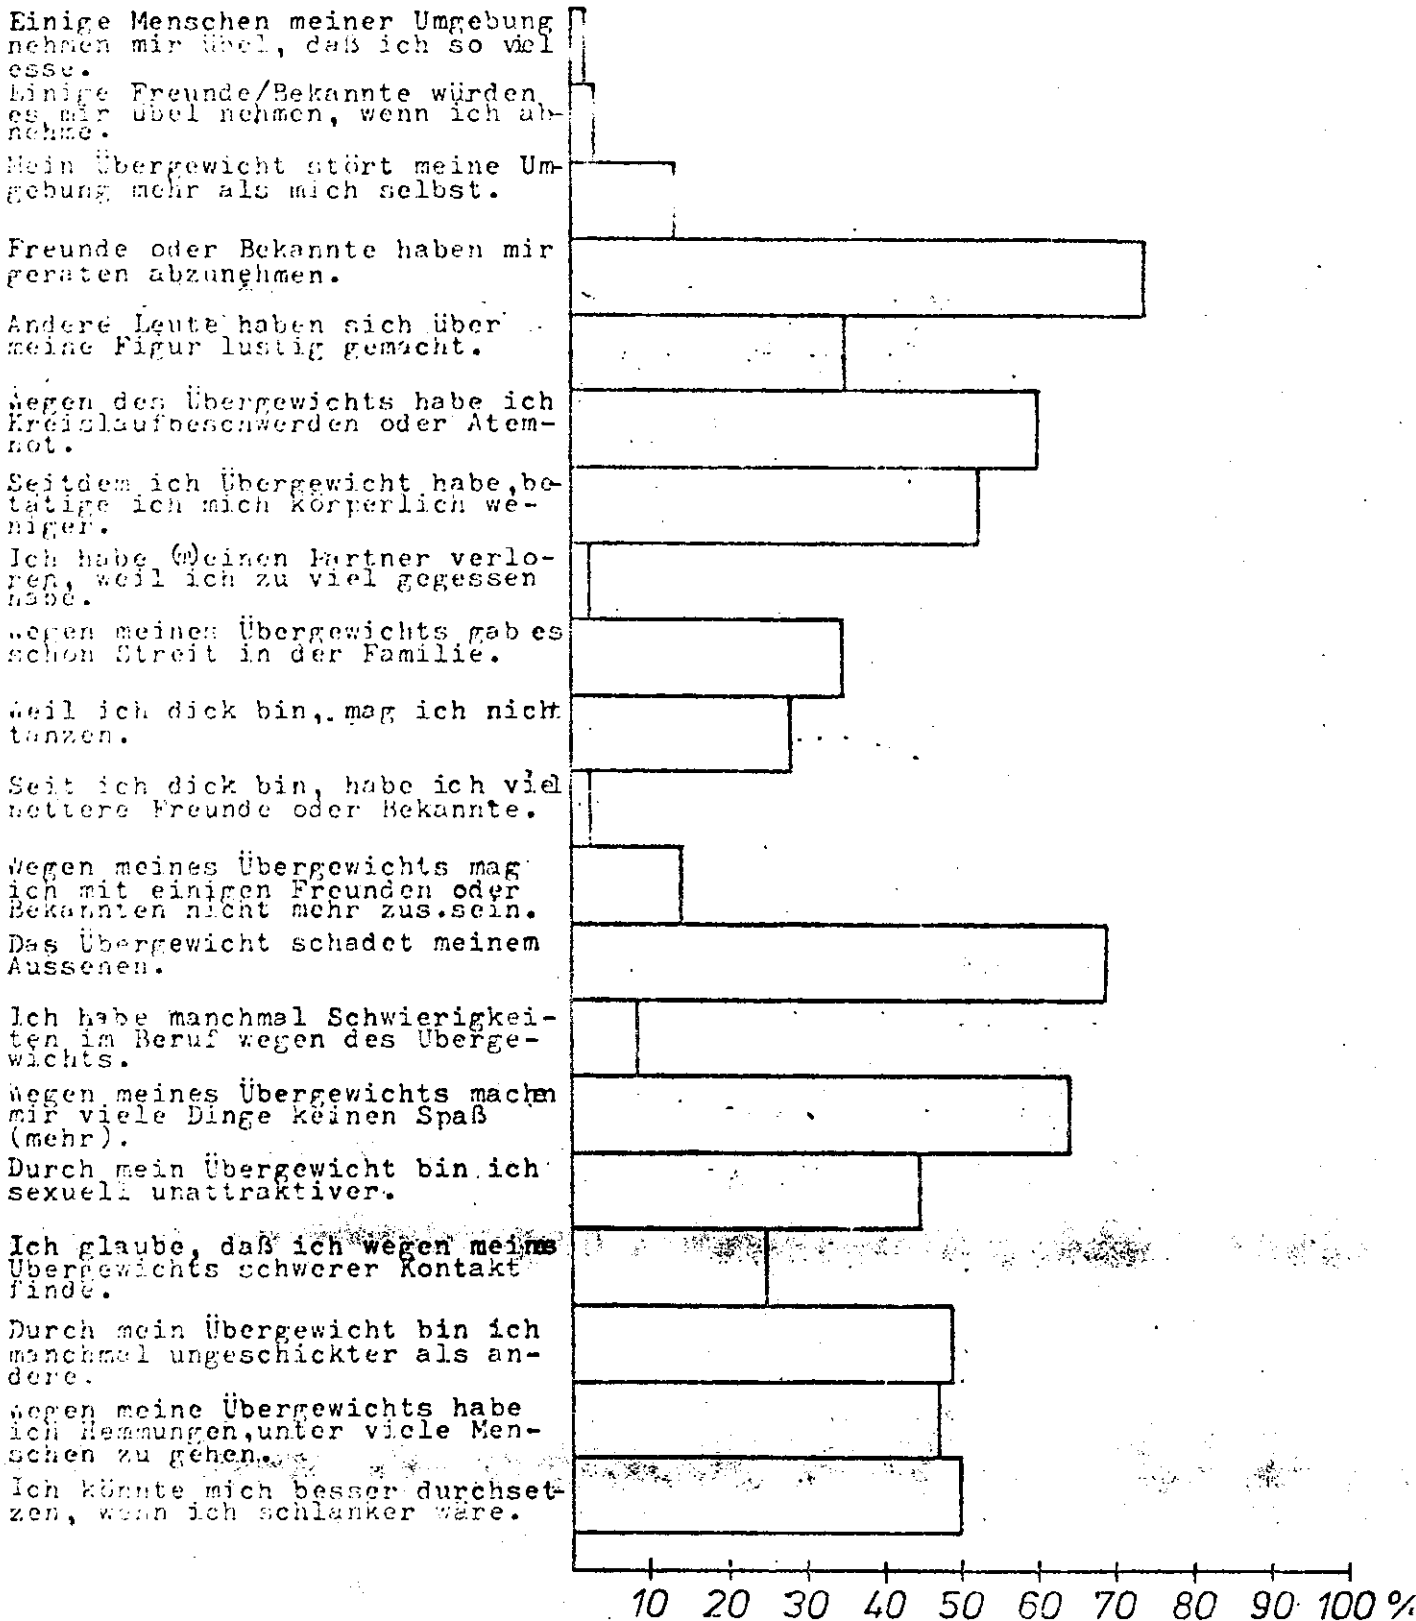 Einige Menschen meiner Umgebung
nehmen mir übel, daß ich so viel
esse.
Einige Freunde/Bekannte würden
es mir übel nehmen, wenn ich ab-
nehme.
Mein Übergewicht stört meine Um-
gebung mehr als mich selbst.
Freunde oder Bekannte haben mir
geraten abzunehmen.
Andere Leute haben sich über
meine Figur lustig gemacht.
Wegen des Übergewichts habe ich
Kreislaufbeschwerden oder Atem-
not.
Seitdem ich Übergewicht habe,be-
tätige ich mich körperlich we-
niger.
Ich habe (m)einen Partner verlo-
ren, weil ich zu viel gegessen
habe.
Wegen meines Übergewichts gab es
schon Streit in der Familie.
Weil ich dick bin, mag ich nicht
tanzen.
Seit ich dick bin, habe ich viel
nettere Freunde oder Bekannte.
Wegen meines Übergewichts mag
ich mit einigen Freunden oder
Bekannten nicht mehr zus.sein.
Das Übergewicht schadet meinem
Aussehen.
Ich habe manchmal Schwierigkei-
ten im Beruf wegen des Überge-
wichts.
Wegen meines Übergewichts machen
mir viele Dinge keinen Spaß
(mehr).
Durch mein Übergewicht bin ich
sexuell unattraktiver.
Ich glaube, daß ich wegen meines
Übergewichts schwerer Kontakt
finde.
Durch mein Übergewicht bin ich
manchmal ungeschickter als an-
dere.
Wegen meine Übergewichts habe
ich Hemmungen,unter viele Men-
schen zu gehen.
Ich könnte mich besser durchset-
zen, wenn ich schlanker wäre.
10 20 30 40 50 60 70 80 90 100 %